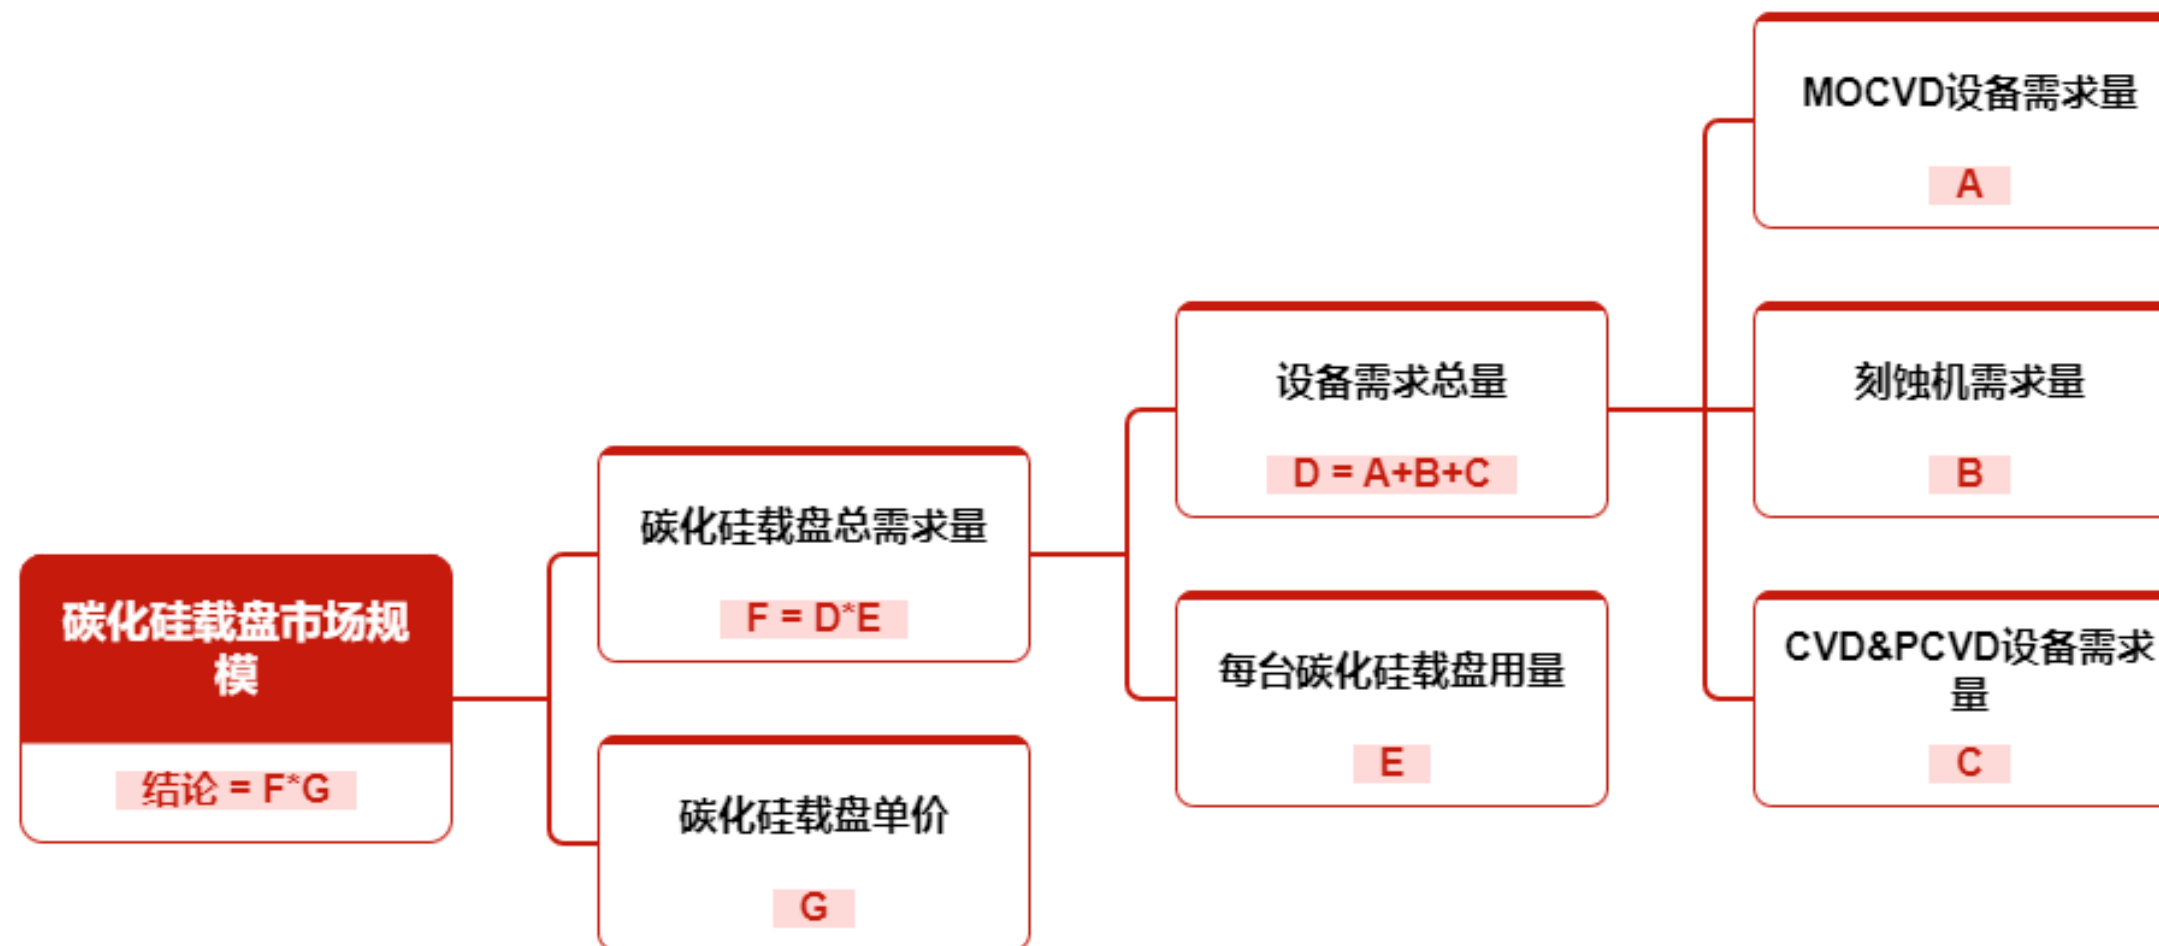 碳化硅载盘市场规
模
结论 = F*G
碳化硅载盘总需求量
F = D*E
碳化硅载盘单价
G
设备需求总量
D = A+B+C
每台碳化硅载盘用量
E
MOCVD设备需求量
A
刻蚀机需求量
B
CVD&PCVD设备需求
量
C